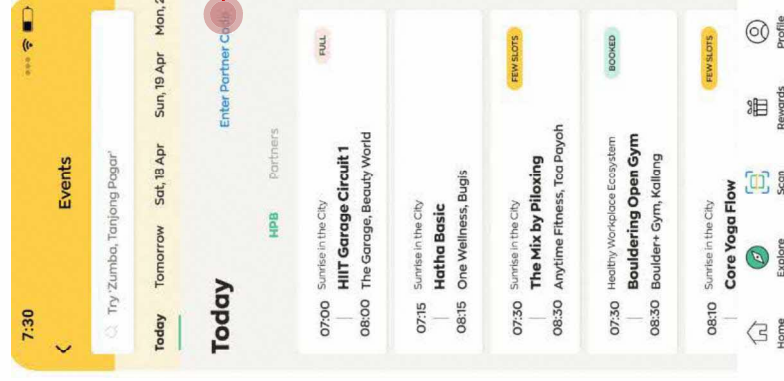 7:30
Events
Try 'Zumba, Tanjong Pagar'
Today Tomorrow Sat, 18 Apr Sun, 19 Apr Mon, 2
Today
Enter Partner Code
HPB Partners
07:00 Sunrise in the City
FULL
HIIT Garage Circuit 1
08:00 The Garage, Beauty World
07:15 Sunrise in the City
Hatha Basic
08:15 One Wellness, Bugis
07:30 Sunrise in the City
FEW SLOTS
The Mix by Piloxing
08:30 Anytime Fitness, Toa Payoh
07:30 Healthy Workplace Ecosystem
BOOKED
Bouldering Open Gym
08:30 Boulder+ Gym, Kallang
08:10 Sunrise in the City
FEW SLOTS
Core Yoga Flow
Home Explore Scan Rewards Profile